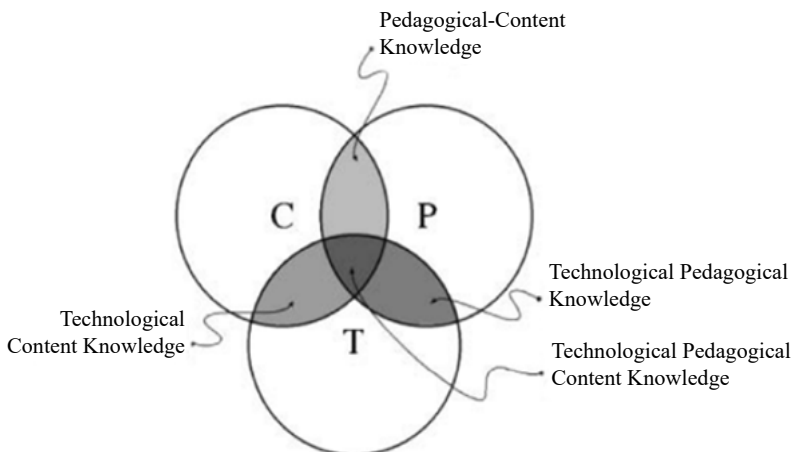 Pedagogical-Content
Knowledge
C
P
Technological Pedagogical
Knowledge
Technological
Content Knowledge
T
Technological Pedagogical
Content Knowledge